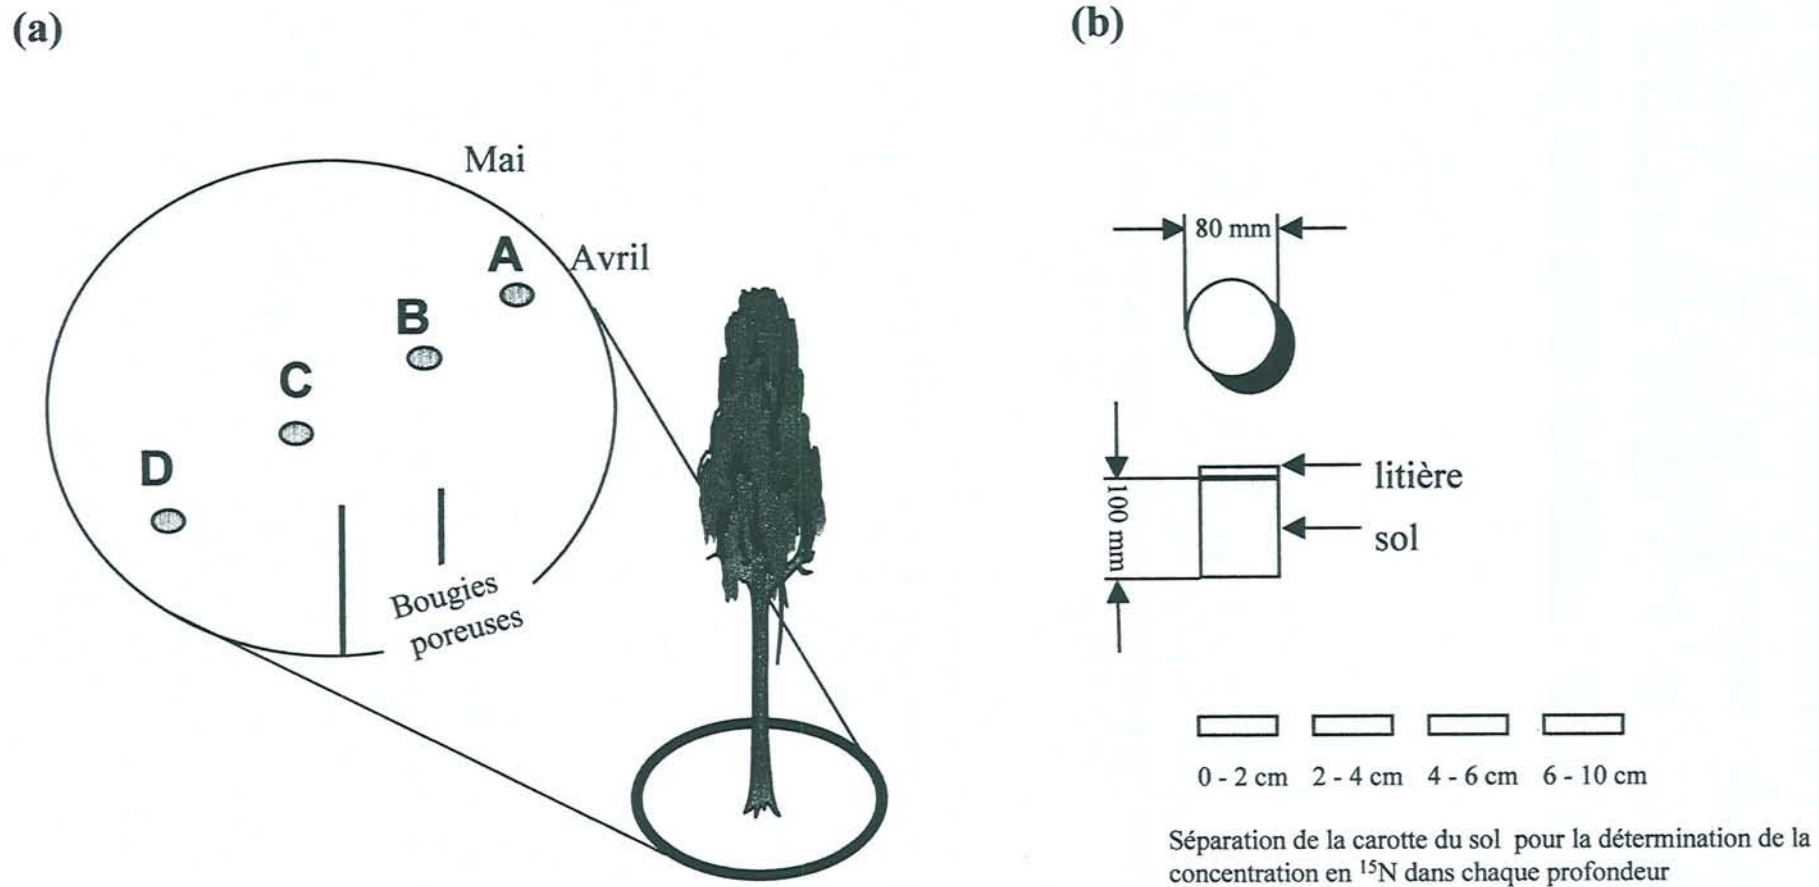 (a)
Mai
Avril
A
B
C
D
Bougies
poreuses
(b)
80 mm
litière
100 mm
sol
0 - 2 cm 2 - 4 cm 4 - 6 cm 6 - 10 cm
Séparation de la carotte du sol pour la détermination de la
concentration en ¹⁵N dans chaque profondeur